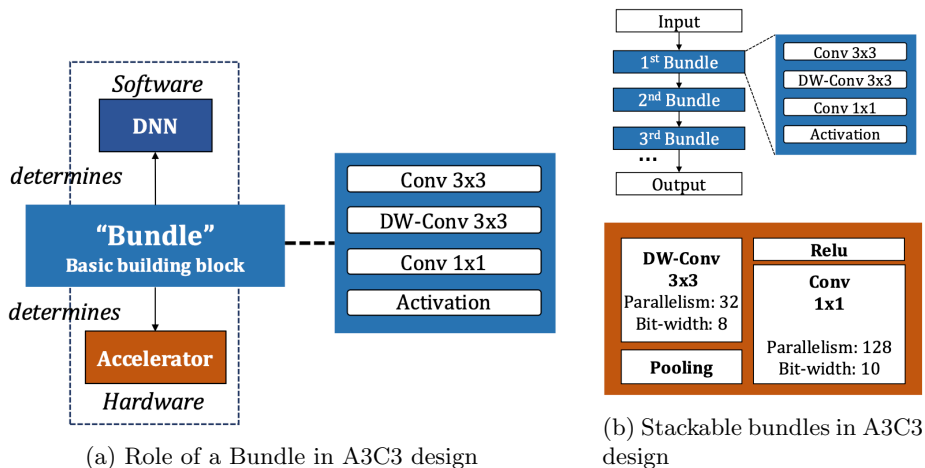 Software
DNN
determines
“Bundle”
Basic building block
determines
Accelerator
Hardware
Conv 3x3
DW-Conv 3x3
Conv 1x1
Activation
(a) Role of a Bundle in A3C3 design
Input
1st Bundle
2nd Bundle
3rd Bundle
...
Output
Conv 3x3
DW-Conv 3x3
Conv 1x1
Activation
DW-Conv
3x3
Parallelism: 32
Bit-width: 8
Pooling
Relu
Conv
1x1
Parallelism: 128
Bit-width: 10
(b) Stackable bundles in A3C3
design